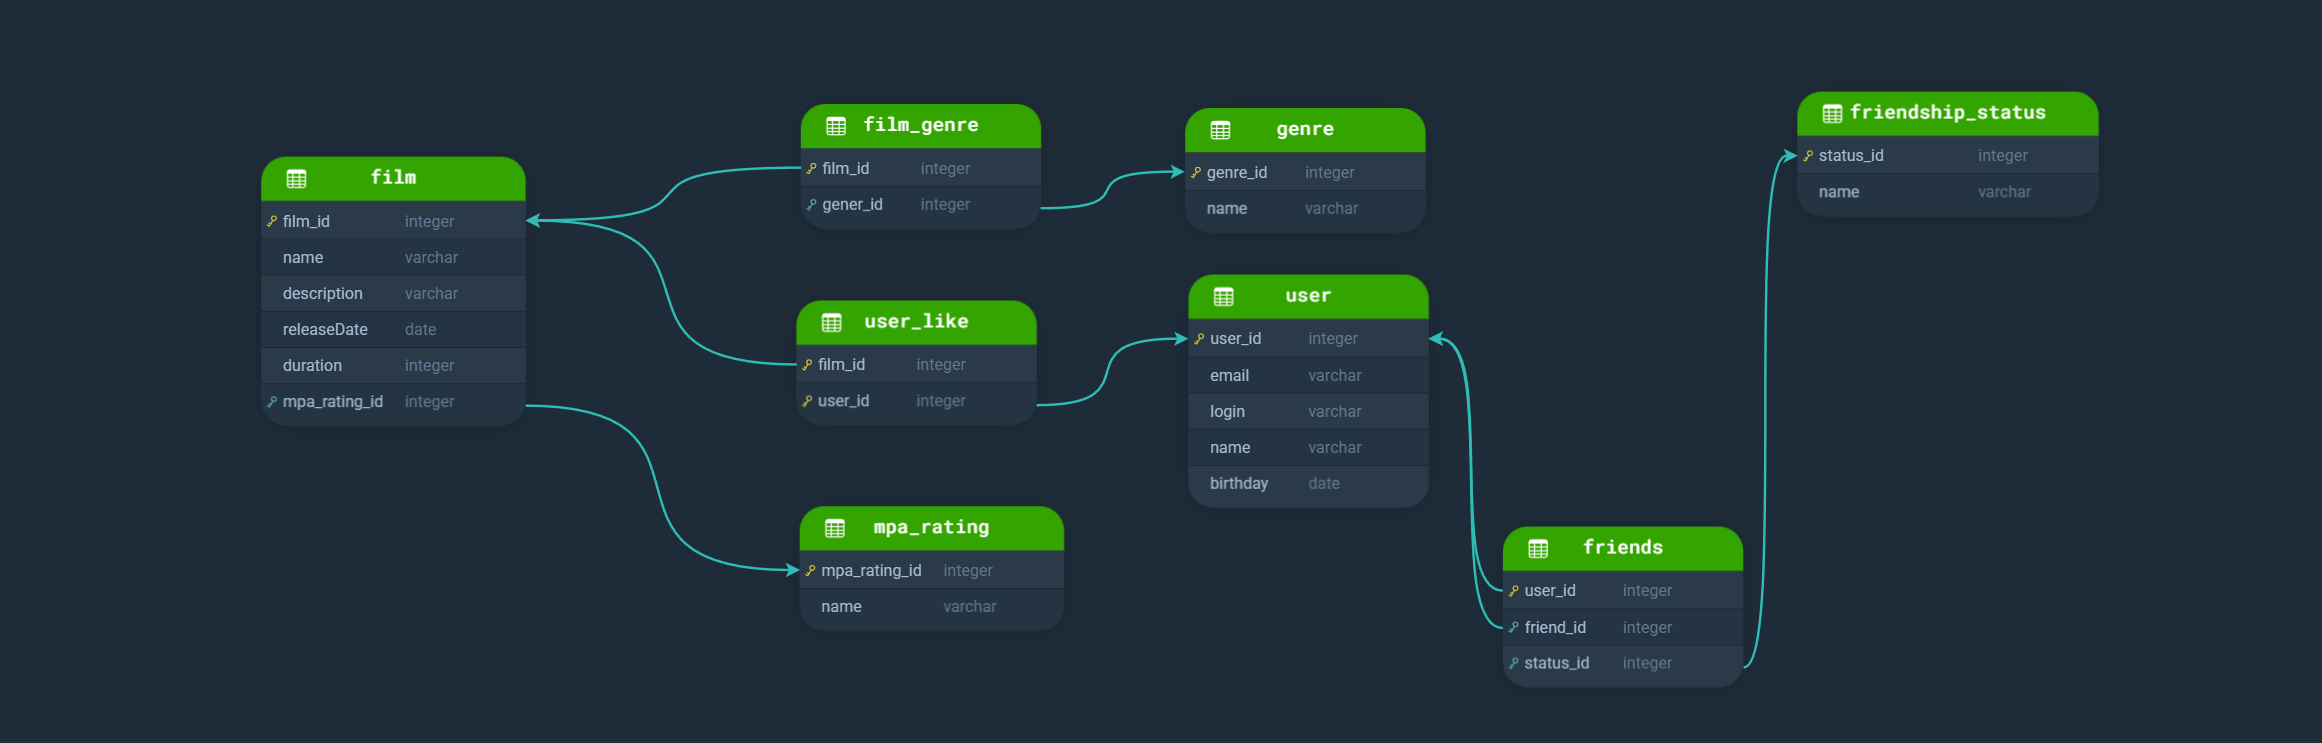 film
film_id integer
name varchar
description varchar
releaseDate date
duration integer
mpa_rating_id integer
film_genre
film_id integer
gener_id integer
user_like
film_id integer
user_id integer
mpa_rating
mpa_rating_id integer
name varchar
genre
genre_id integer
name varchar
user
user_id integer
email varchar
login varchar
name varchar
birthday date
friends
user_id integer
friend_id integer
status_id integer
friendship_status
status_id integer
name varchar